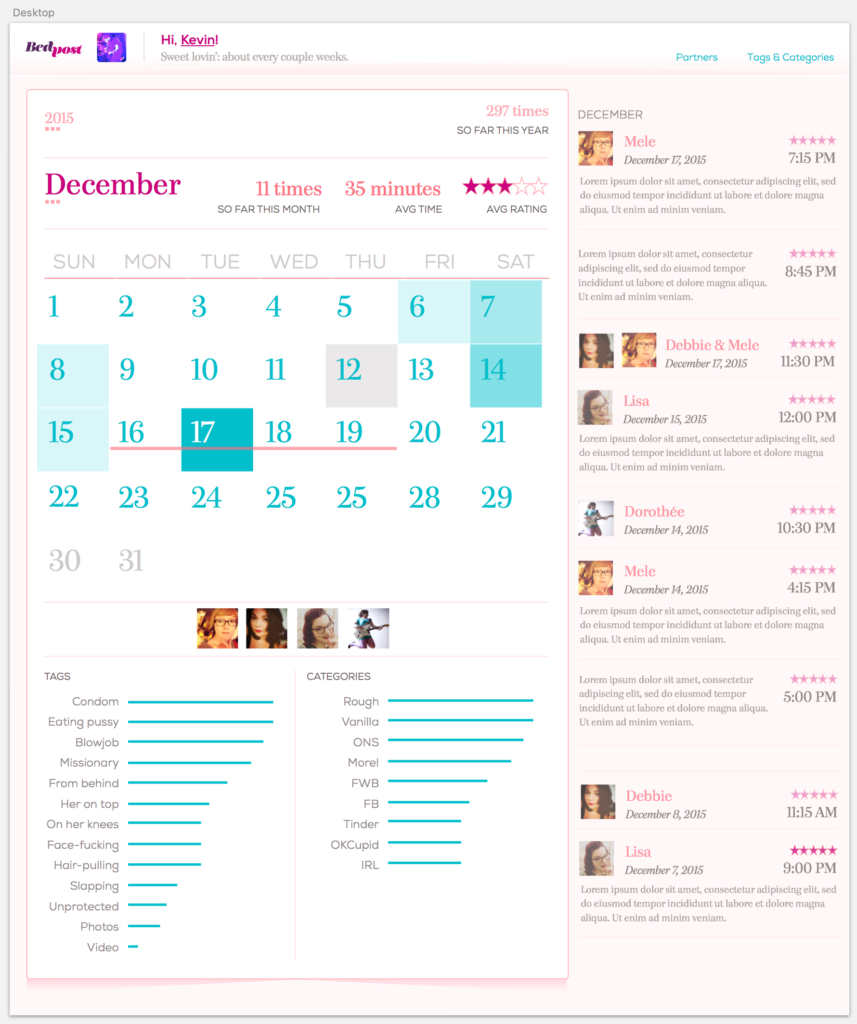 Desktop
Bedpost
Hi, Kevin!
Sweet lovin': about every couple weeks.
Partners
Tags & Categories
2015
297 times
SO FAR THIS YEAR
December
11 times
SO FAR THIS MONTH
35 minutes
AVG TIME
AVG RATING
SUN MON TUE WED THU FRI SAT
1 2 3 4 5 6 7
8 9 10 11 12 13 14
15 16 17 18 19 20 21
22 23 24 25 25 28 29
30 31
TAGS
Condom
Eating pussy
Blowjob
Missionary
From behind
Her on top
On her knees
Face-fucking
Hair-pulling
Slapping
Unprotected
Photos
Video
CATEGORIES
Rough
Vanilla
ONS
Morel
FWB
FB
Tinder
OKCupid
IRL
DECEMBER
Mele
December 17, 2015
7:15 PM
Lorem ipsum dolor sit amet, consectetur adipiscing elit, sed
do eiusmod tempor incididunt ut labore et dolore magna
aliqua. Ut enim ad minim veniam.
Lorem ipsum dolor sit amet, consectetur
adipiscing elit, sed do eiusmod tempor
incididunt ut labore et dolore magna aliqua.
Ut enim ad minim veniam.
8:45 PM
Debbie & Mele
December 17, 2015
11:30 PM
Lisa
December 15, 2015
12:00 PM
Lorem ipsum dolor sit amet, consectetur adipiscing elit, sed
do eiusmod tempor incididunt ut labore et dolore magna
aliqua. Ut enim ad minim veniam.
Dorothée
December 14, 2015
10:30 PM
Mele
December 14, 2015
4:15 PM
Lorem ipsum dolor sit amet, consectetur adipiscing elit, sed
do eiusmod tempor incididunt ut labore et dolore magna
aliqua. Ut enim ad minim veniam.
Lorem ipsum dolor sit amet, consectetur
adipiscing elit, sed do eiusmod tempor
incididunt ut labore et dolore magna aliqua.
Ut enim ad minim veniam.
5:00 PM
Debbie
December 8, 2015
11:15 AM
Lisa
December 7, 2015
9:00 PM
Lorem ipsum dolor sit amet, consectetur adipiscing elit, sed
do eiusmod tempor incididunt ut labore et dolore magna
aliqua. Ut enim ad minim veniam.